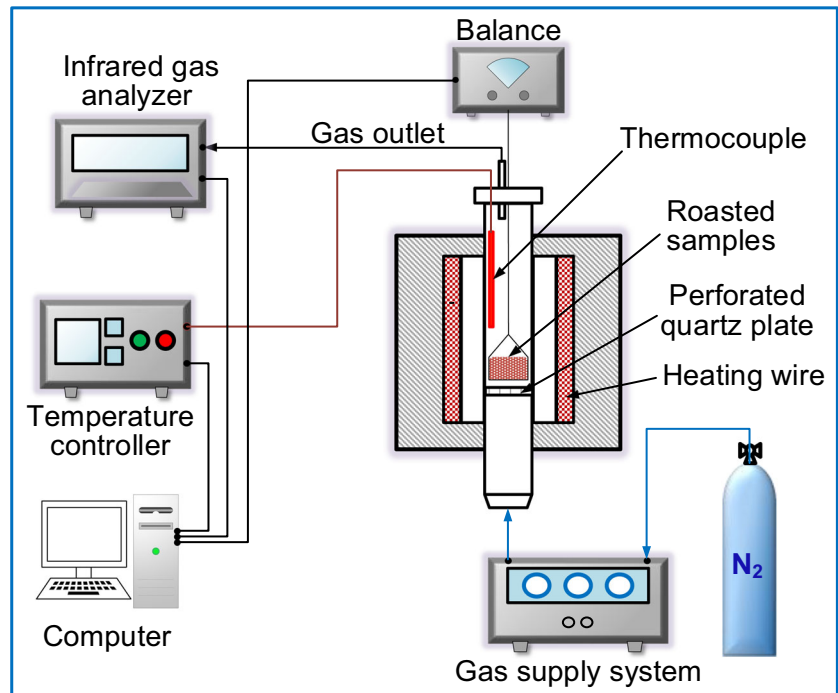 Balance
Infrared gas
analyzer
Gas outlet
Thermocouple
Roasted
samples
Perforated
quartz plate
Heating wire
Temperature
controller
N₂
Computer
Gas supply system